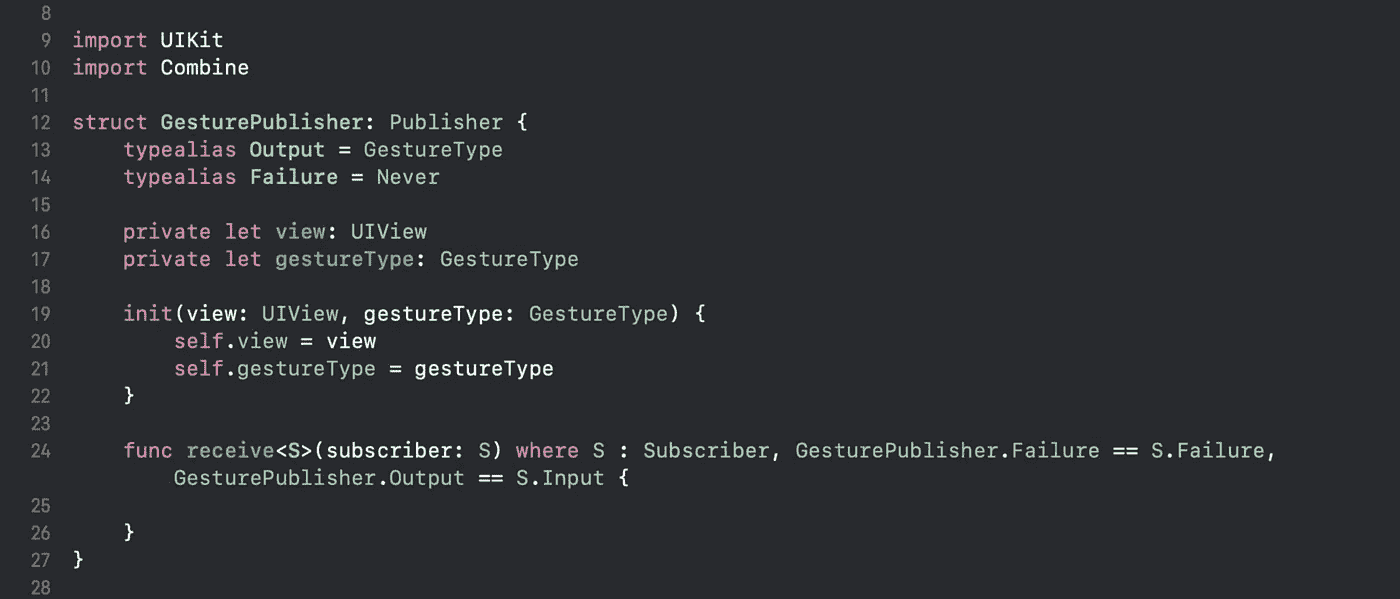 8
9 import UIKit
10 import Combine
11
12 struct GesturePublisher: Publisher {
13     typealias Output = GestureType
14     typealias Failure = Never
15
16     private let view: UIView
17     private let gestureType: GestureType
18
19     init(view: UIView, gestureType: GestureType) {
20         self.view = view
21         self.gestureType = gestureType
22     }
23
24     func receive<S>(subscriber: S) where S : Subscriber, GesturePublisher.Failure == S.Failure,
        GesturePublisher.Output == S.Input {
25
26     }
27 }
28